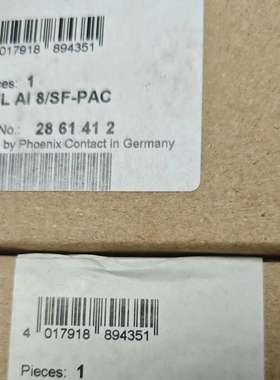 017918 894351
ces: 1
L AI 8/SF-PAC
No.: 28 61 41 2
by Phoenix Contact in Germany
4 017918 894351
Pieces: 1